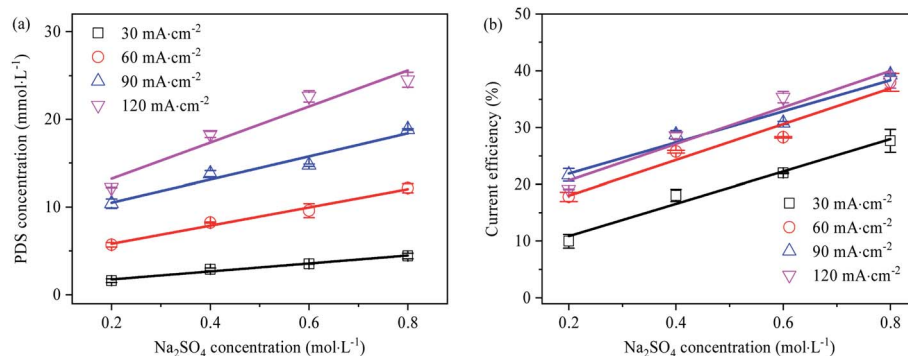 (a)
30 mA·cm⁻²
60 mA·cm⁻²
90 mA·cm⁻²
120 mA·cm⁻²
PDS concentration (mmol·L⁻¹)
30
20
10
0
0.2 0.4 0.6 0.8
Na₂SO₄ concentration (mol·L⁻¹)
(b)
Current efficiency (%)
50
40
30
20
10
0
30 mA·cm⁻²
60 mA·cm⁻²
90 mA·cm⁻²
120 mA·cm⁻²
0.2 0.4 0.6 0.8
Na₂SO₄ concentration (mol·L⁻¹)